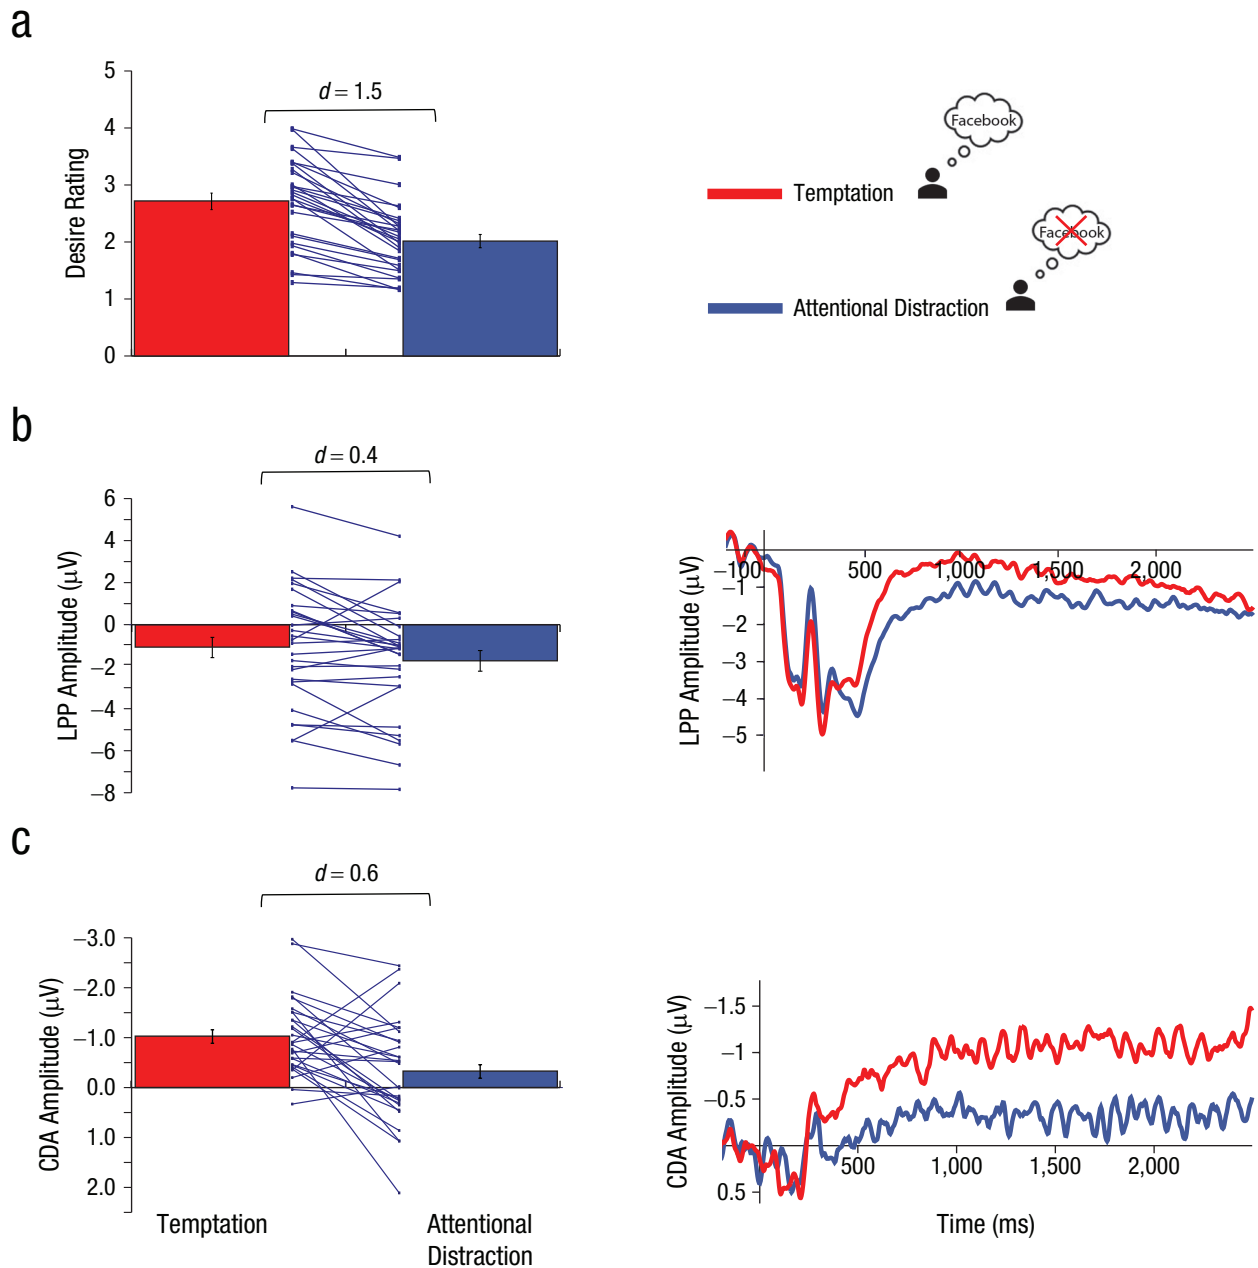 a
5
4
3
2
1
0
Desire Rating
d = 1.5
Facebook
Temptation
Facebook
Attentional Distraction
b
d = 0.4
6
4
2
0
−2
−4
−6
−8
LPP Amplitude (μV)
−100
500
1,000
1,500
2,000
−1
−2
−3
−4
−5
LPP Amplitude (μV)
c
d = 0.6
−3.0
−2.0
−1.0
0.0
1.0
2.0
CDA Amplitude (μV)
Temptation
Attentional
Distraction
−1.5
−1
−0.5
0.5
CDA Amplitude (μV)
500
1,000
1,500
2,000
Time (ms)